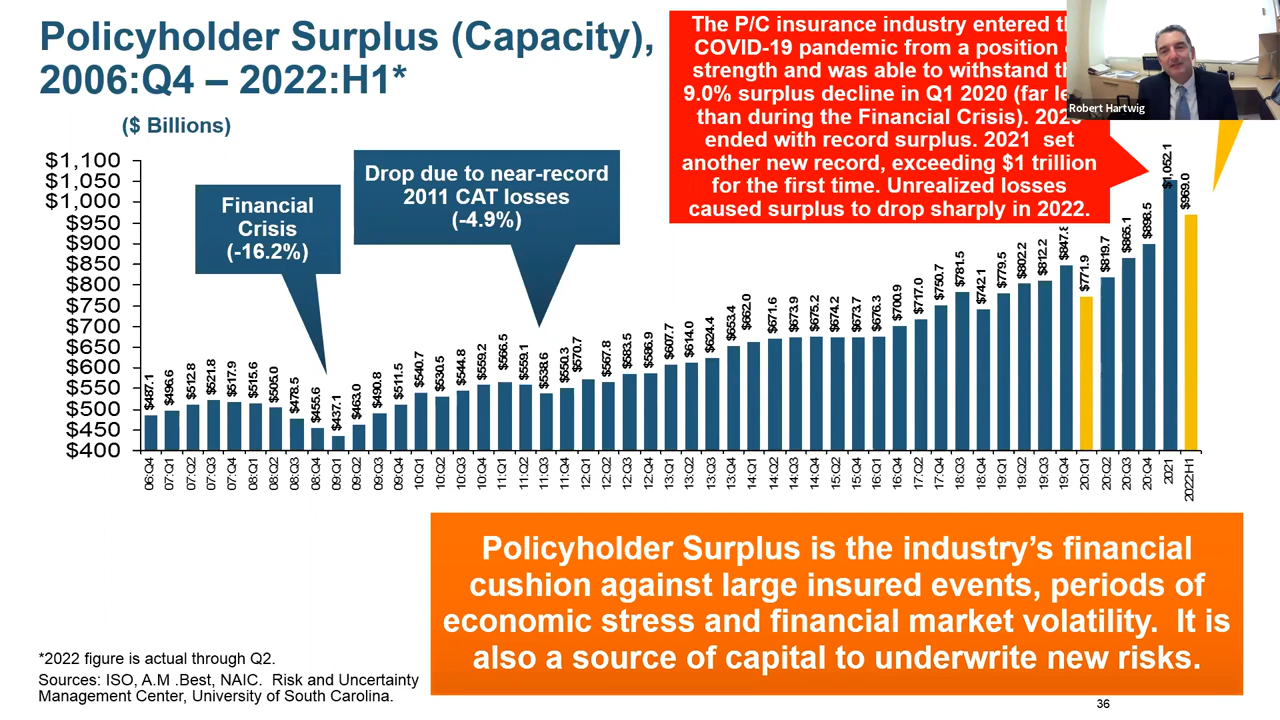 Policyholder Surplus (Capacity),
2006:Q4 – 2022:H1*
($ Billions)
The P/C insurance industry entered
COVID-19 pandemic from a position
strength and was able to withstand
9.0% surplus decline in Q1 2020 (far
than during the Financial Crisis).
ended with record surplus. 2021 set
another new record, exceeding $1 trillion
for the first time. Unrealized losses
caused surplus to drop sharply in 2022.
Robert Hartwig
Financial
Crisis
(-16.2%)
Drop due to near-record
2011 CAT losses
(-4.9%)
$1,100
$1,050
$1,000
$950
$900
$850
$800
$750
$700
$650
$600
$550
$500
$450
$400
$487.1
$496.6
$512.8
$521.8
$517.9
$515.6
$505.0
$478.5
$455.6
$437.1
$463.0
$490.8
$511.5
$540.7
$530.5
$544.8
$559.2
$566.5
$559.1
$538.6
$550.3
$570.7
$567.8
$583.5
$586.9
$607.7
$614.0
$624.4
$653.4
$662.0
$671.6
$673.9
$675.2
$674.2
$673.7
$676.3
$700.9
$717.0
$750.7
$781.5
$742.1
$779.5
$802.2
$812.2
$847.8
$771.9
$819.7
$865.1
$898.5
$1,052.1
$969.0
06:Q4
07:Q1
07:Q2
07:Q3
07:Q4
08:Q1
08:Q2
08:Q3
08:Q4
09:Q1
09:Q2
09:Q3
09:Q4
10:Q1
10:Q2
10:Q3
10:Q4
11:Q1
11:Q2
11:Q3
11:Q4
12:Q1
12:Q2
12:Q3
12:Q4
13:Q1
13:Q2
13:Q3
13:Q4
14:Q1
14:Q2
14:Q3
14:Q4
15:Q2
15:Q4
16:Q1
16:Q4
17:Q2
17:Q4
18:Q3
18:Q4
19:Q1
19:Q2
19:Q3
19:Q4
20:Q1
20:Q2
20:Q3
20:Q4
2021
2022H1
Policyholder Surplus is the industry’s financial
cushion against large insured events, periods of
economic stress and financial market volatility. It is
also a source of capital to underwrite new risks.
*2022 figure is actual through Q2.
Sources: ISO, A.M .Best, NAIC. Risk and Uncertainty
Management Center, University of South Carolina.
36